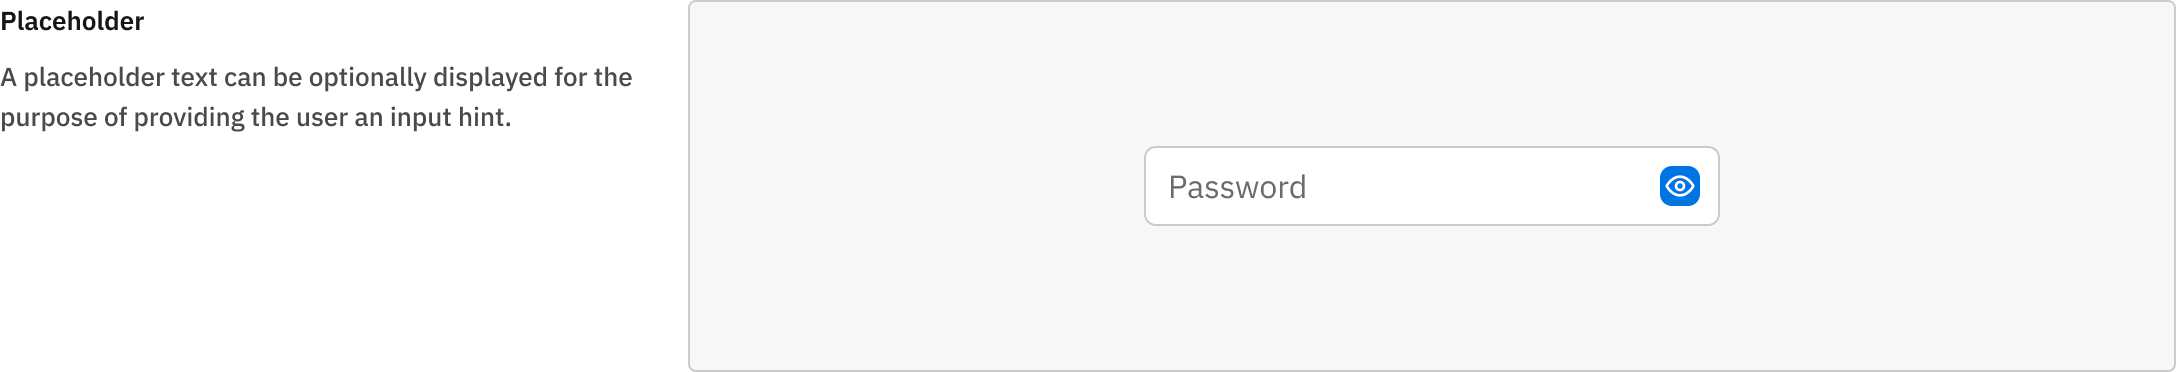 Placeholder
A placeholder text can be optionally displayed for the
purpose of providing the user an input hint.
Password